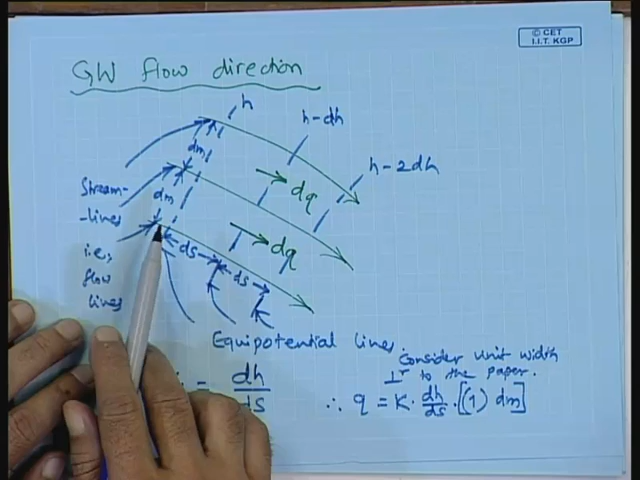 © CET
I.I.T. KGP
GW flow direction
h
h-dh
h-2dh
dm
dq
Stream-
-lines
dm
dq
i.e.,
flow
lines
ds
ds
Equipotential lines.
Consider unit width
⊥r to the paper.
= dh/ds
∴ q = K · dh/ds · [(1) dm]